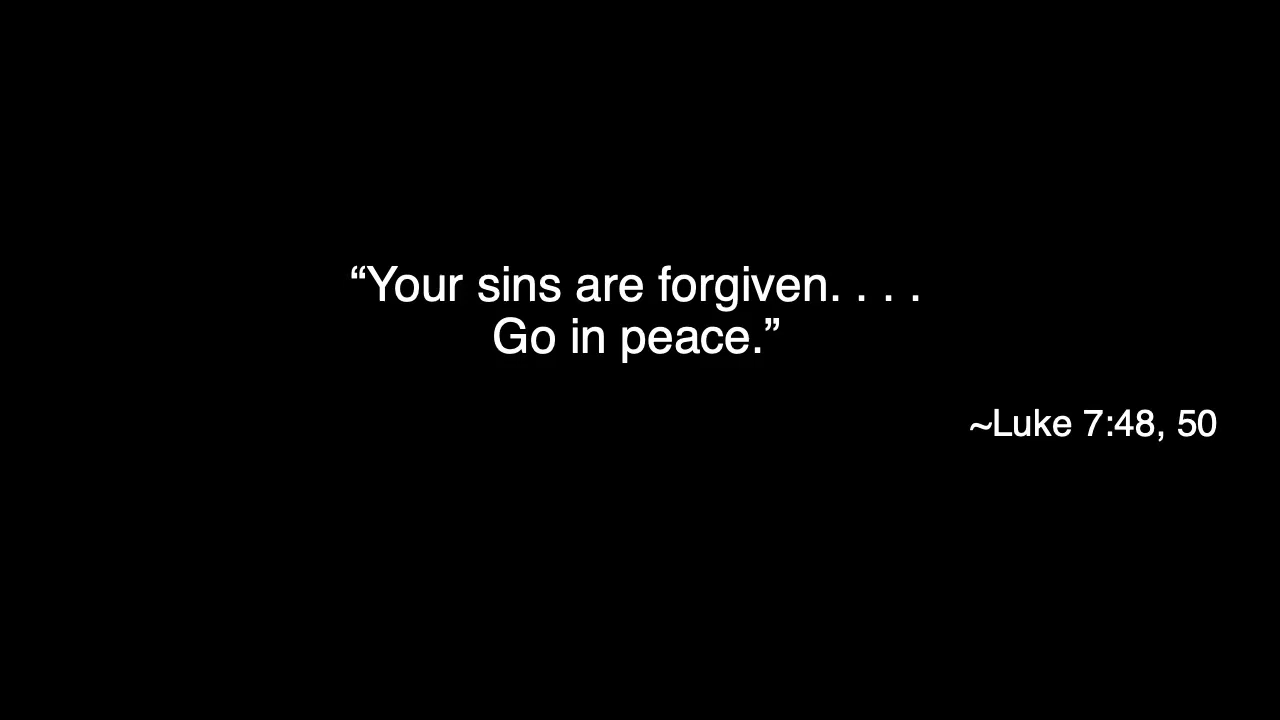 “Your sins are forgiven. . . .
Go in peace.”
~Luke 7:48, 50